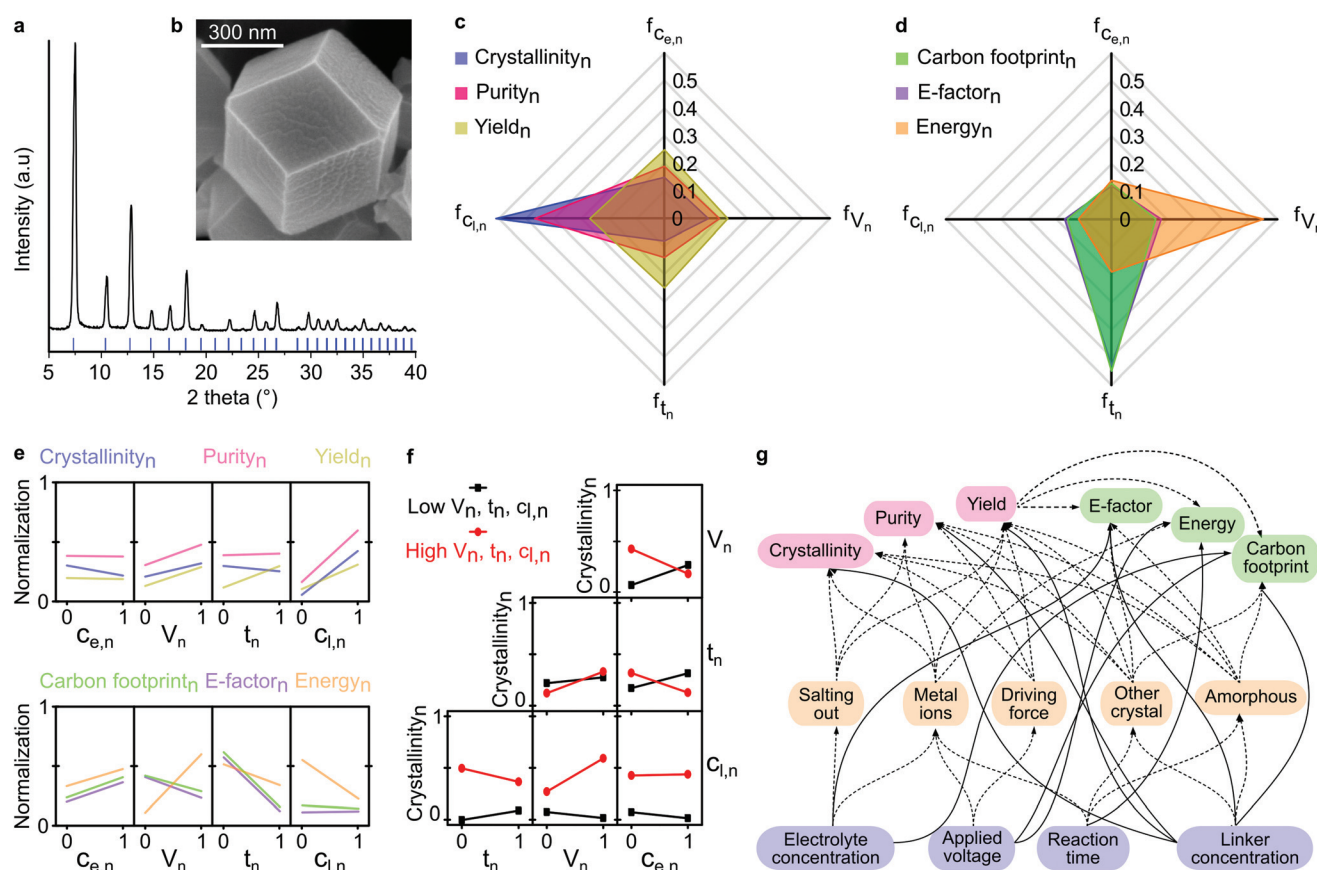 a
Intensity (a.u)
5 10 15 20 25 30 35 40
2 theta (°)
b
300 nm
c
Crystallinityn
Purityn
Yieldn
fCe,n
0.5
0.4
0.3
0.2
0.1
0
fCl,n
fVn
ftn
d
Carbon footprintn
E-factorn
Energyn
fCe,n
0.5
0.4
0.3
0.2
0.1
0
fCl,n
fVn
ftn
e
Crystallinityn Purityn Yieldn
Normalization
1
0
0 1 0 1 0 1 0 1
Ce,n Vn tn Cl,n
Carbon footprintn E-factorn Energyn
Normalization
1
0
0 1 0 1 0 1 0 1
Ce,n Vn tn Cl,n
f
Low Vn, tn, cl,n
High Vn, tn, cl,n
Crystallinityn
1
0
Vn
Crystallinityn
1
0
tn
Crystallinityn
1
0
Cl,n
0 1 0 1 0 1
tn Vn Ce,n
g
Crystallinity
Purity
Yield
E-factor
Energy
Carbon
footprint
Salting
out
Metal
ions
Driving
force
Other
crystal
Amorphous
Electrolyte
concentration
Applied
voltage
Reaction
time
Linker
concentration